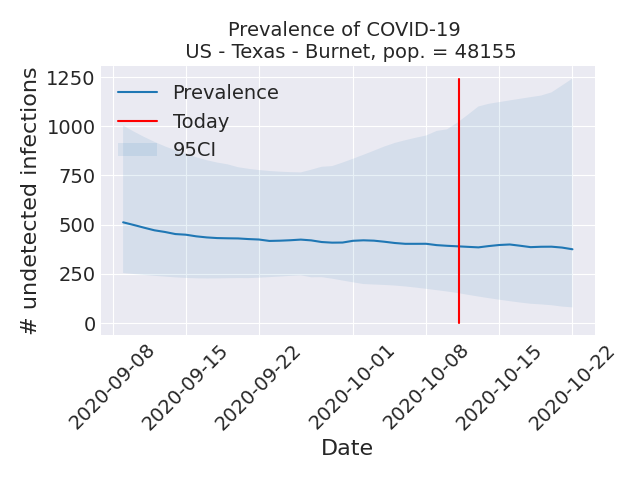 Prevalence of COVID-19
US - Texas - Burnet, pop. = 48155
# undetected infections
1250
1000
750
500
250
0
Prevalence
Today
95CI
2020-09-08
2020-09-15
2020-09-22
2020-10-01
2020-10-08
2020-10-15
2020-10-22
Date